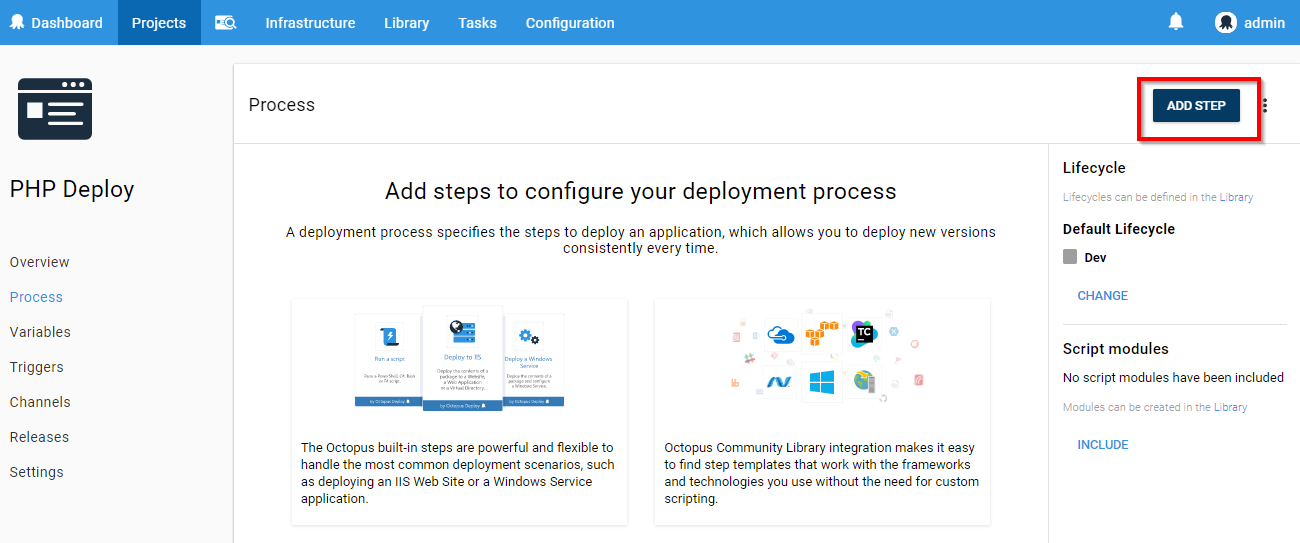 Dashboard Projects Infrastructure Library Tasks Configuration admin
PHP Deploy
Overview
Process
Variables
Triggers
Channels
Releases
Settings
Process
ADD STEP
Add steps to configure your deployment process
A deployment process specifies the steps to deploy an application, which allows you to deploy new versions
consistently every time.
Run a script
Run a PowerShell, C#, Bash
or F# script.
by Octopus Deploy
Deploy to IIS
Deploy the contents of a
package to a Website,
a Web Application
or a Virtual Directory.
by Octopus Deploy
Deploy a Windows
Service
Deploy the contents of a
package and configure
a Windows Service.
by Octopus Deploy
The Octopus built-in steps are powerful and flexible to
handle the most common deployment scenarios, such
as deploying an IIS Web Site or a Windows Service
application.
TC
Octopus Community Library integration makes it easy
to find step templates that work with the frameworks
and technologies you use without the need for custom
scripting.
Lifecycle
Lifecycles can be defined in the Library
Default Lifecycle
Dev
CHANGE
Script modules
No script modules have been included
Modules can be created in the Library
INCLUDE